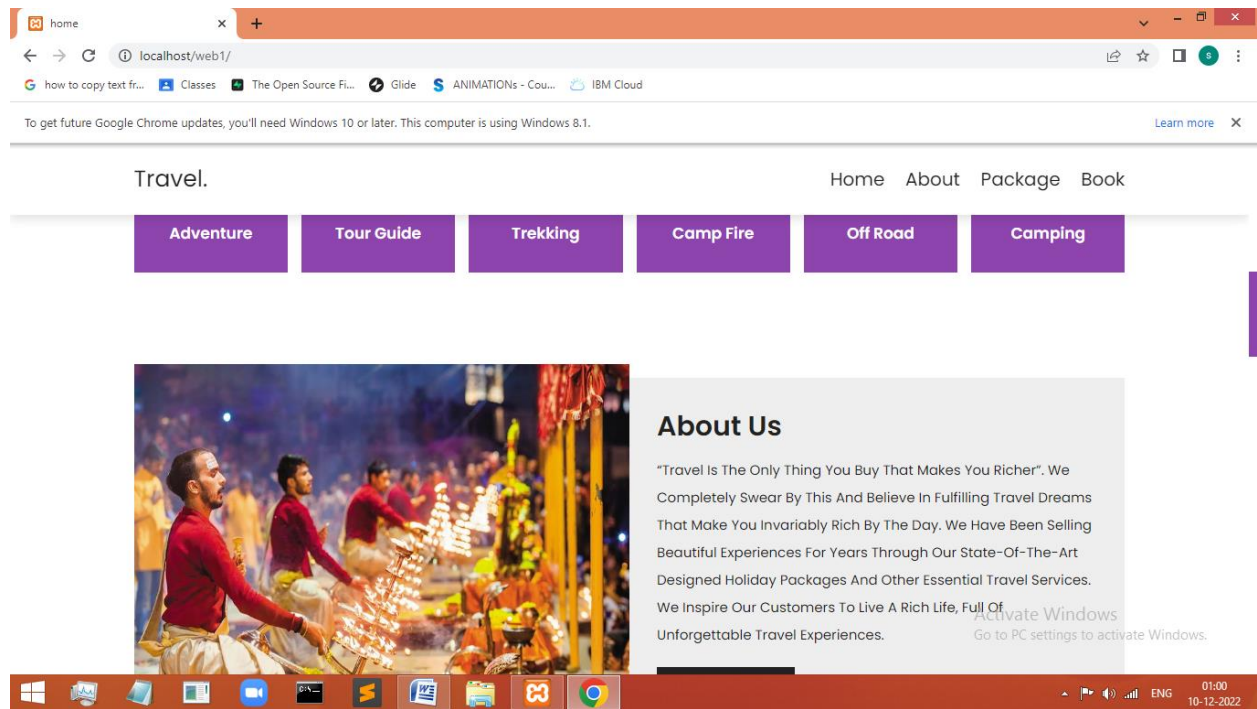 home
localhost/web1/
S
how to copy text fr...
Classes
The Open Source Fi...
Glide
ANIMATIONs - Cou...
IBM Cloud
To get future Google Chrome updates, you'll need Windows 10 or later. This computer is using Windows 8.1.
Learn more
Travel.
Home About Package Book
Adventure Tour Guide Trekking Camp Fire Off Road Camping
About Us
“Travel Is The Only Thing You Buy That Makes You Richer”. We
Completely Swear By This And Believe In Fulfilling Travel Dreams
That Make You Invariably Rich By The Day. We Have Been Selling
Beautiful Experiences For Years Through Our State-Of-The-Art
Designed Holiday Packages And Other Essential Travel Services.
We Inspire Our Customers To Live A Rich Life, Full Of
Unforgettable Travel Experiences.
Activate Windows
Go to PC settings to activate Windows.
ENG
01:00
10-12-2022